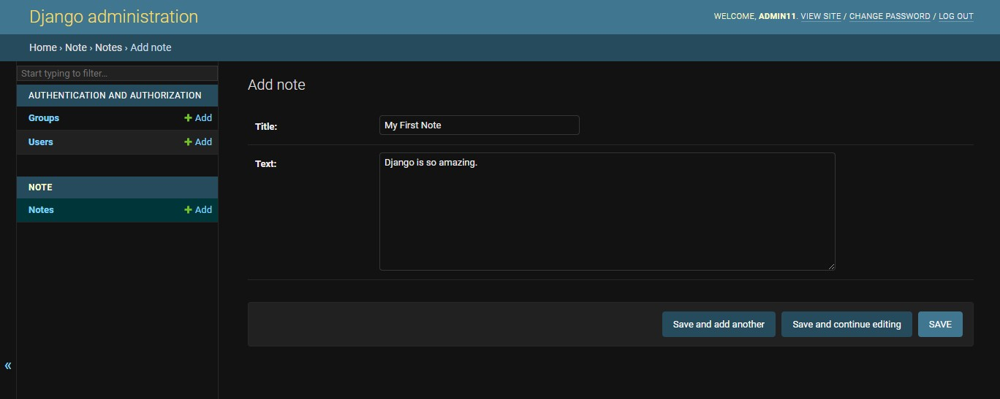 Django administration
WELCOME, ADMIN11. VIEW SITE / CHANGE PASSWORD / LOG OUT
Home › Note › Notes › Add note
Start typing to filter...
AUTHENTICATION AND AUTHORIZATION
Groups + Add
Users + Add
NOTE
Notes + Add
«
Add note
Title: My First Note
Text: Django is so amazing.
Save and add another Save and continue editing SAVE